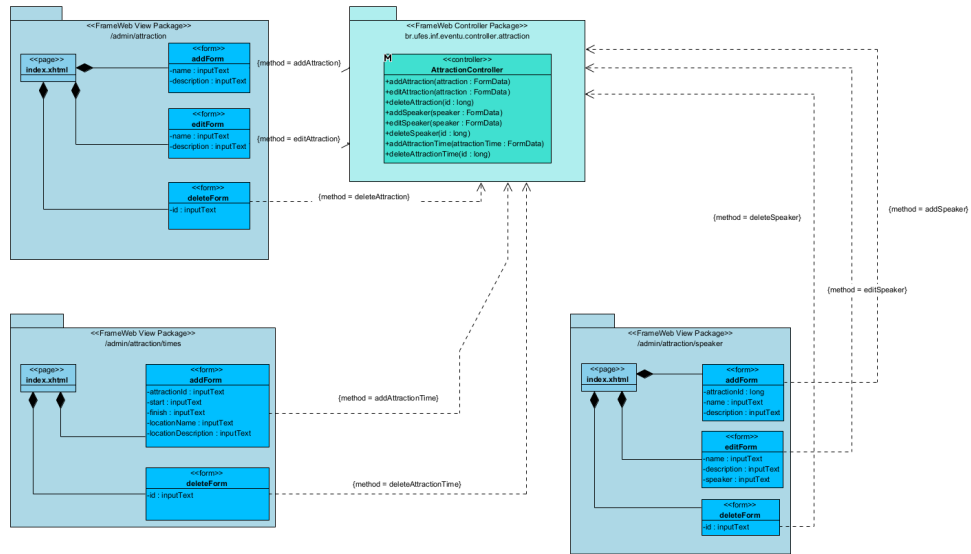 <<FrameWeb View Package>>
/admin/attraction
<<page>>
index.xhtml
<<form>>
addForm
-name : inputText
-description : inputText
<<form>>
editForm
-name : inputText
-description : inputText
<<form>>
deleteForm
-id : inputText
{method = addAttraction}
{method = editAttraction}
{method = deleteAttraction}
<<FrameWeb Controller Package>>
br.ufes.inf.eventu.controller.attraction
M
<<controller>>
AttractionController
+addAttraction(attraction : FormData)
+editAttraction(attraction : FormData)
+deleteAttraction(id : long)
+addSpeaker(speaker : FormData)
+editSpeaker(speaker : FormData)
+deleteSpeaker(id : long)
+addAttractionTime(attractionTime : FormData)
+deleteAttractionTime(id : long)
{method = addSpeaker}
{method = deleteSpeaker}
{method = editSpeaker}
<<FrameWeb View Package>>
/admin/attraction/times
<<page>>
index.xhtml
<<form>>
addForm
-attractionId : inputText
-start : inputText
-finish : inputText
-locationName : inputText
-locationDescription : inputText
<<form>>
deleteForm
-id : inputText
{method = addAttractionTime}
{method = deleteAttractionTime}
<<FrameWeb View Package>>
/admin/attraction/speaker
<<page>>
index.xhtml
<<form>>
addForm
-attractionId : long
-name : inputText
-description : inputText
<<form>>
editForm
-name : inputText
-description : inputText
-speaker : inputText
<<form>>
deleteForm
-id : inputText